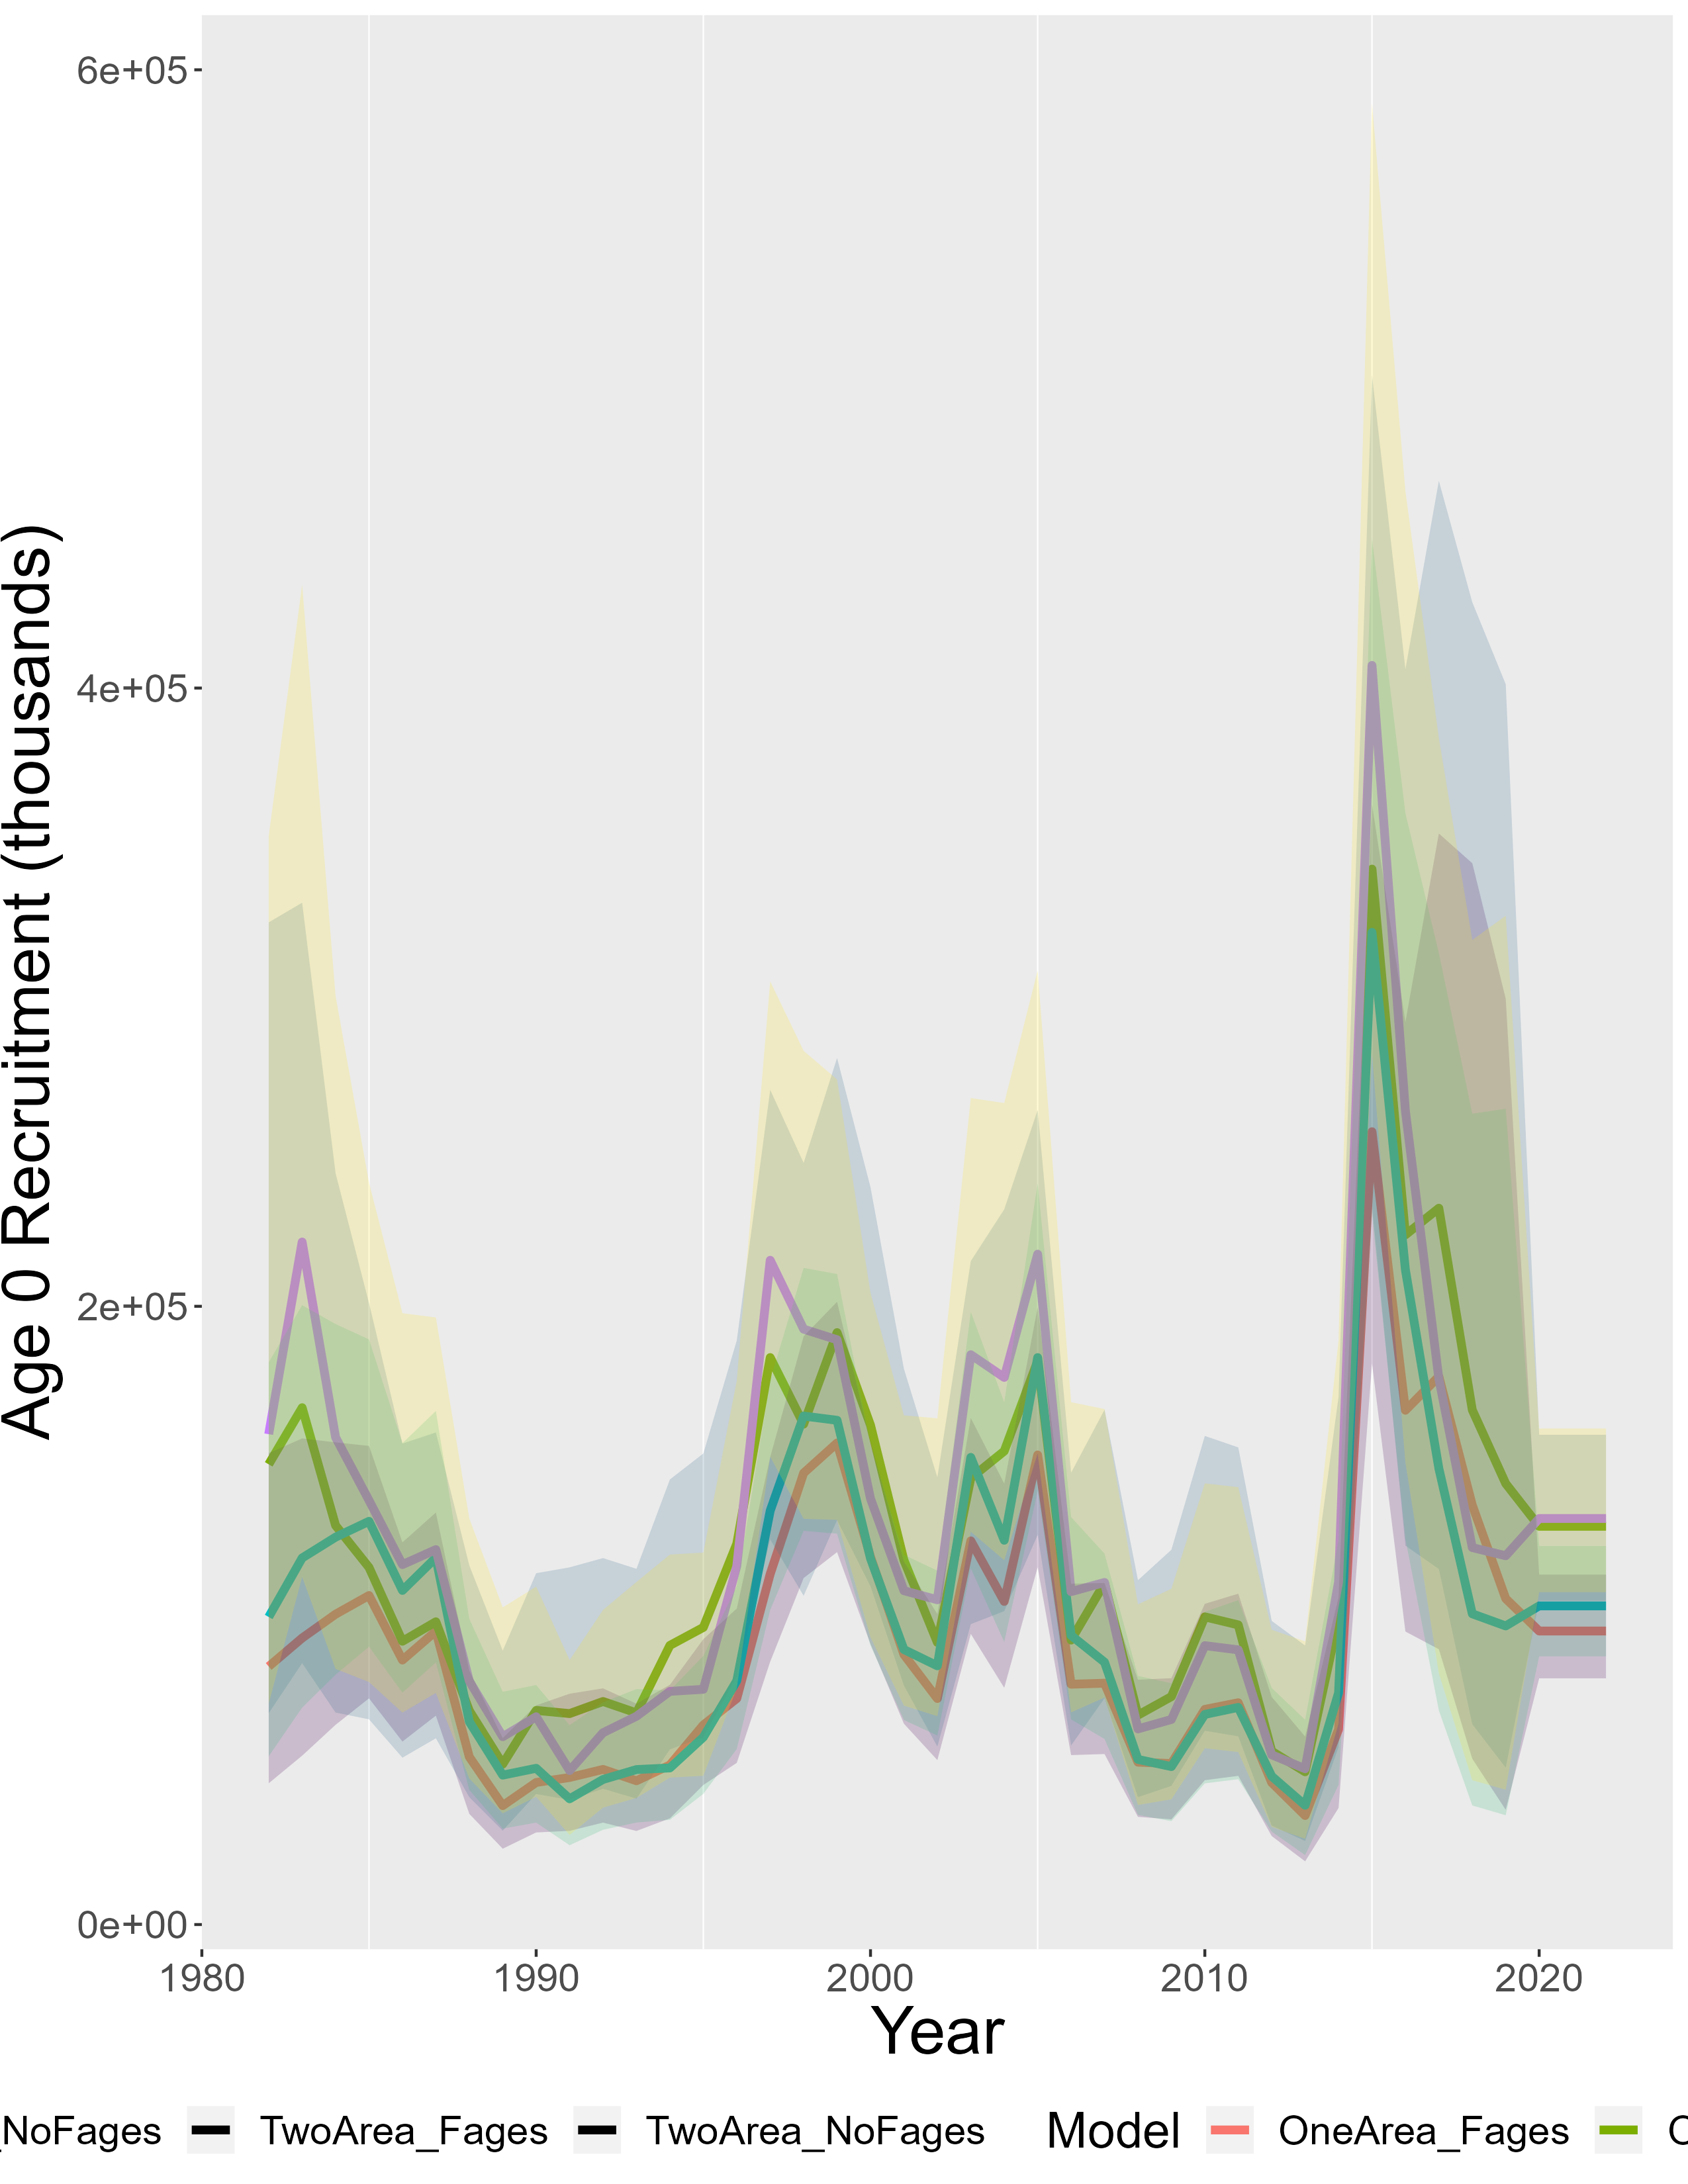 6e+05
4e+05
2e+05
0e+00
Age 0 Recruitment (thousands)
1980 1990 2000 2010 2020
Year
_NoFages TwoArea_Fages TwoArea_NoFages Model OneArea_Fages